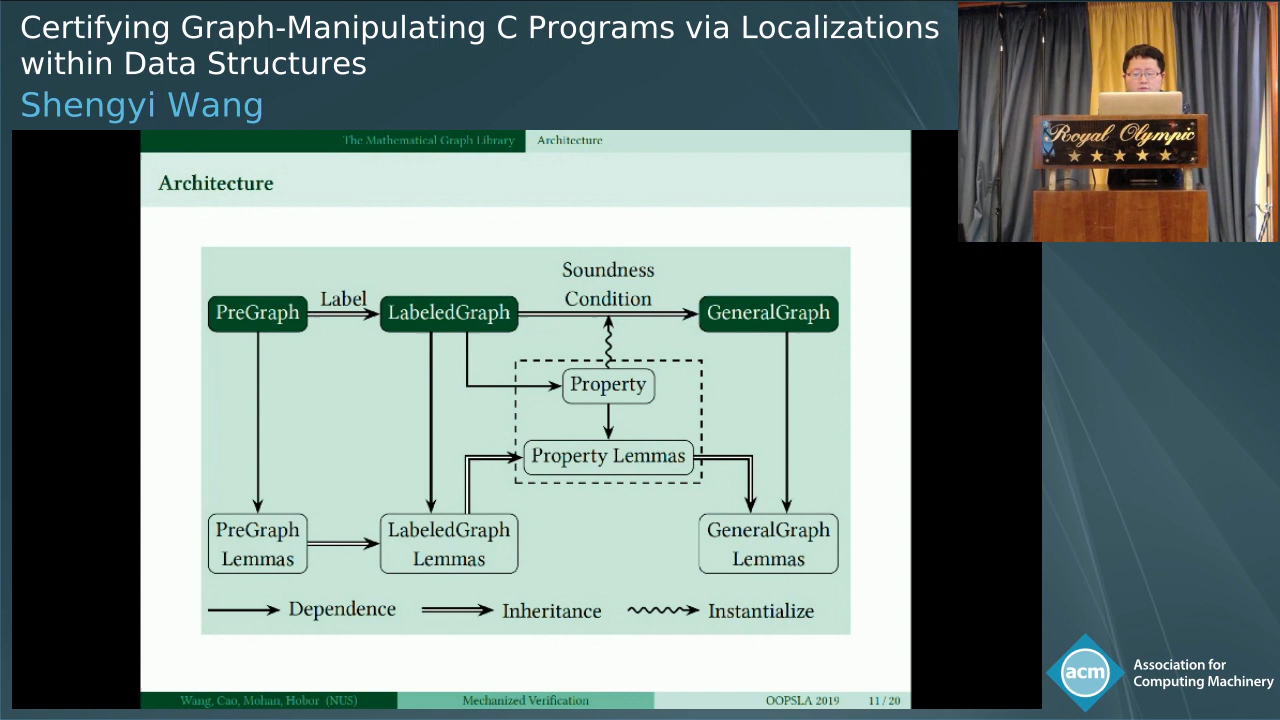 Certifying Graph-Manipulating C Programs via Localizations
within Data Structures
Shengyi Wang
Royal Olympic
The Mathematical Graph Library Architecture
Architecture
Soundness
Condition
Label
PreGraph
LabeledGraph
GeneralGraph
Property
Property Lemmas
PreGraph
Lemmas
LabeledGraph
Lemmas
GeneralGraph
Lemmas
Dependence
Inheritance
Instantialize
Wang, Cao, Mohan, Hobor (NUS) Mechanized Verification OOPSLA 2019 11 / 20
acm
Association for
Computing Machinery